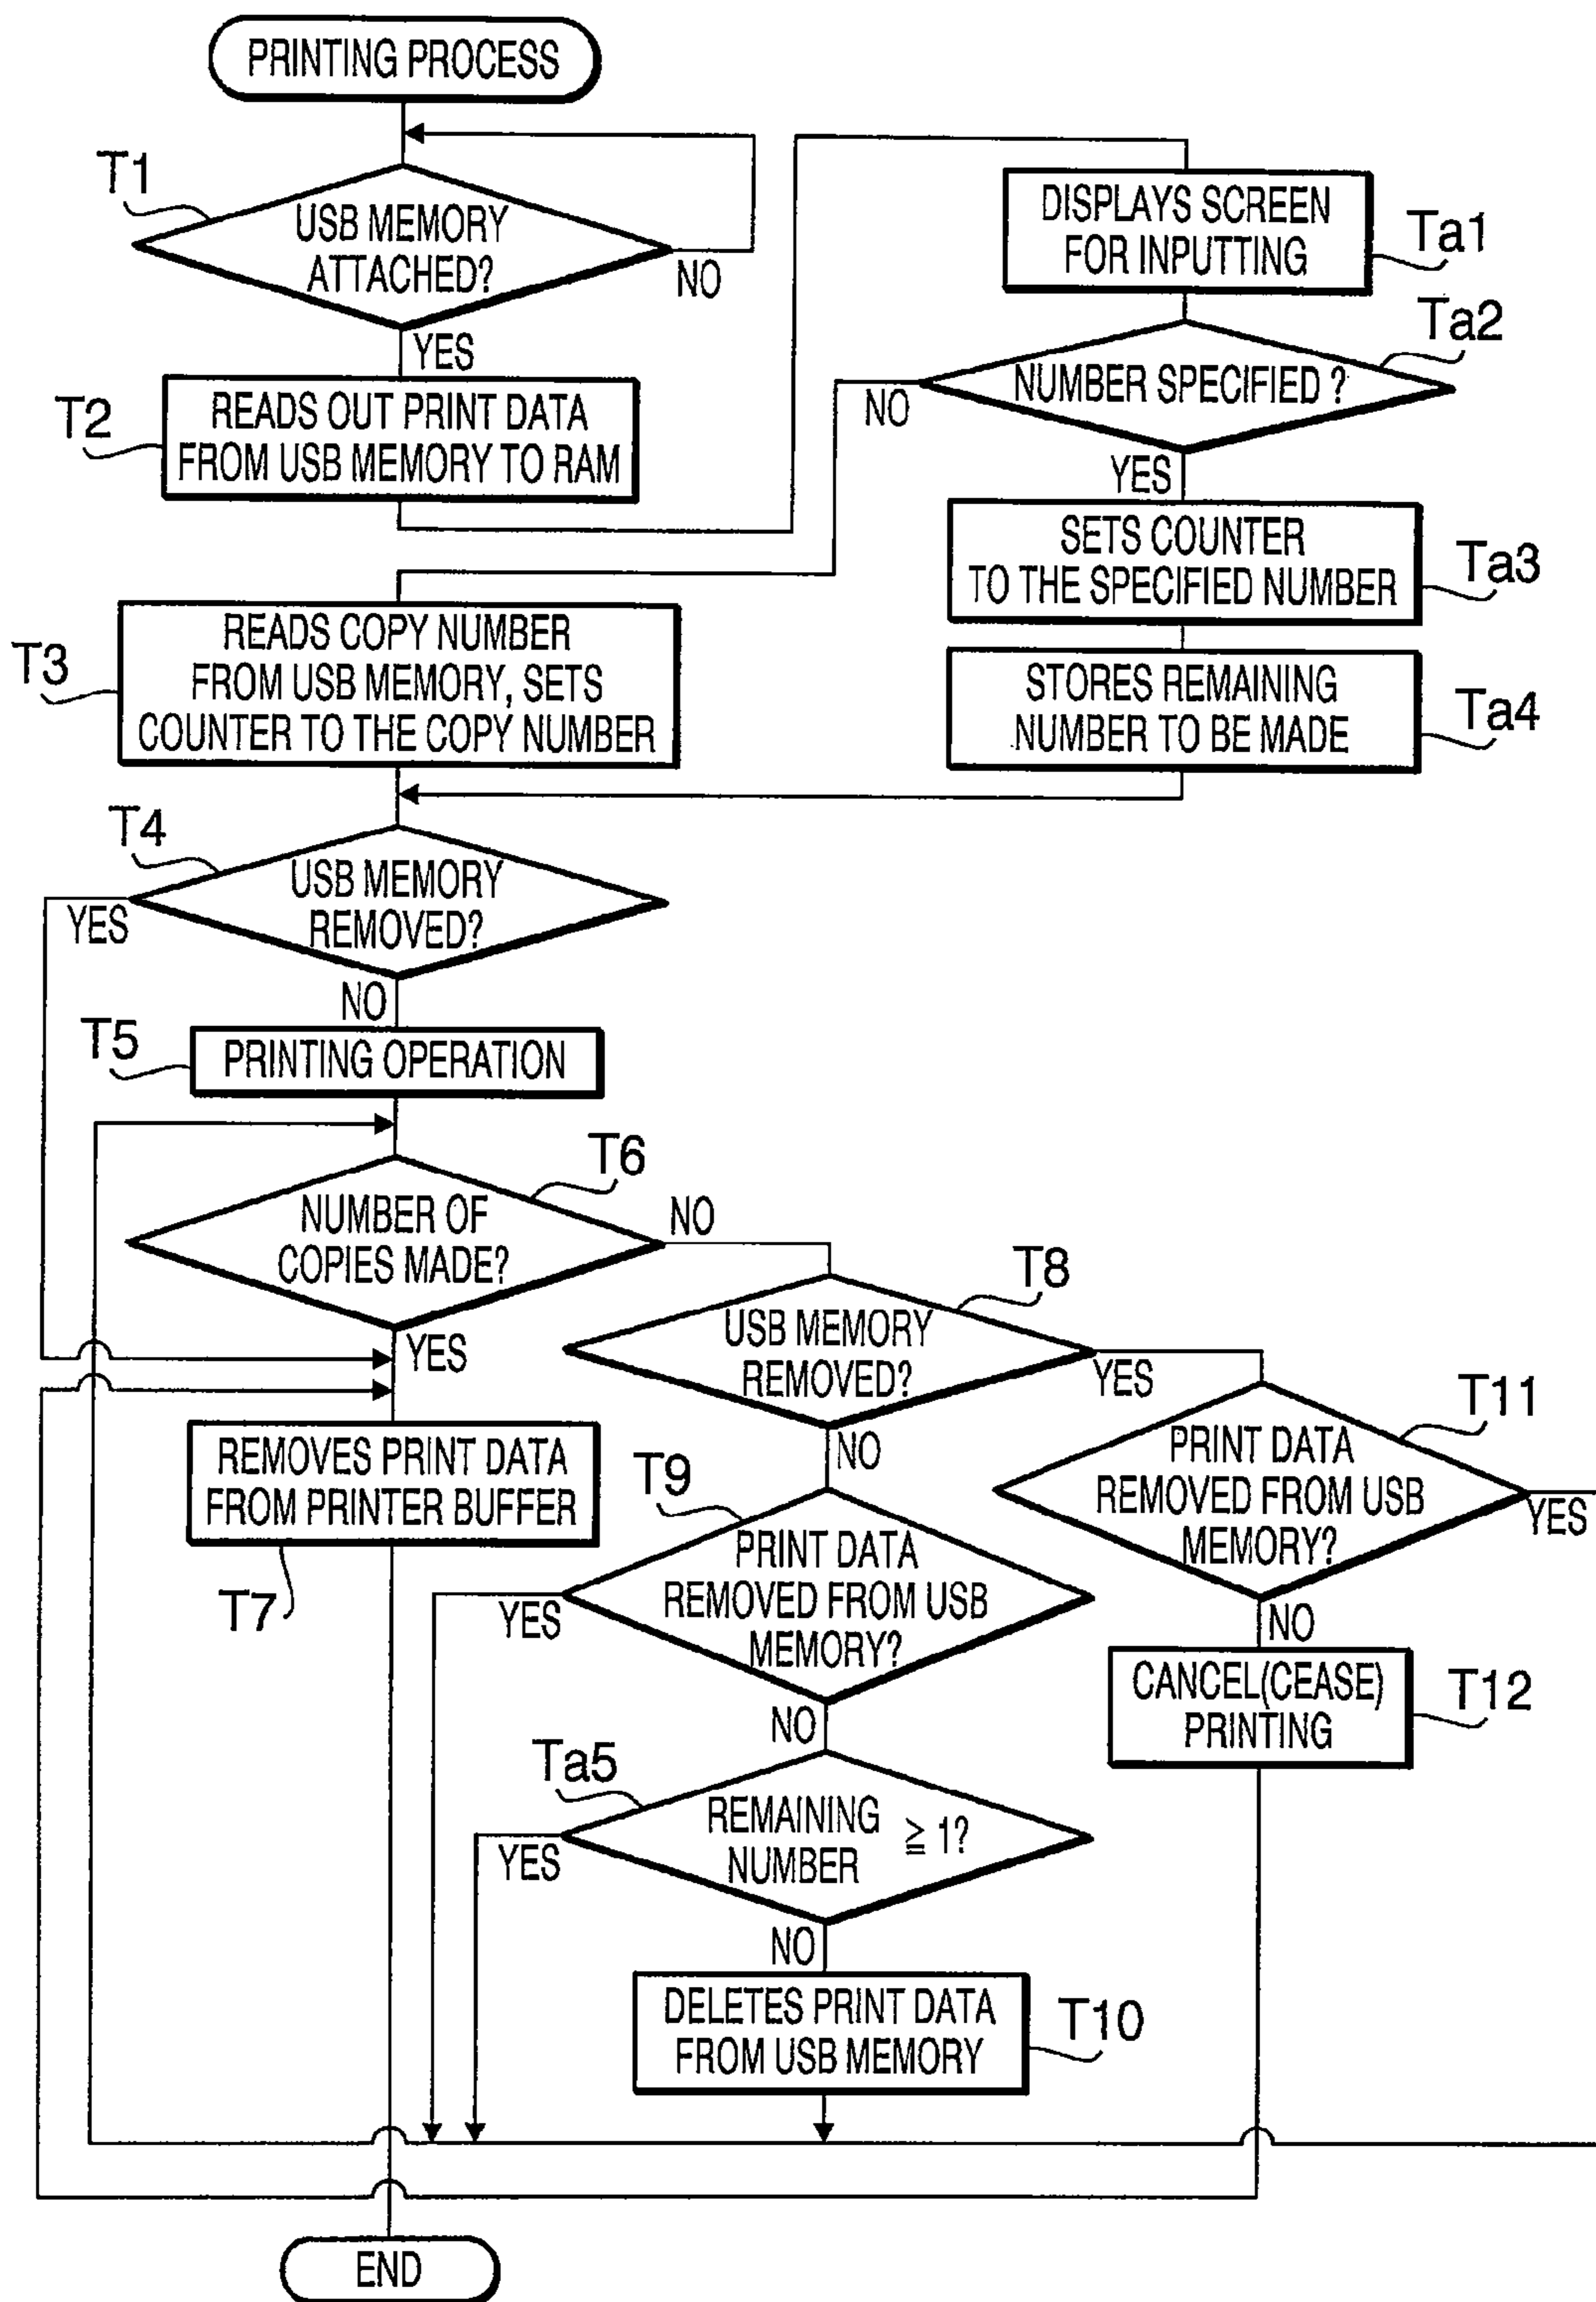 PRINTING PROCESS
T1
USB MEMORY
ATTACHED?
NO
YES
T2
READS OUT PRINT DATA
FROM USB MEMORY TO RAM
DISPLAYS SCREEN
FOR INPUTTING
Ta1
Ta2
NUMBER SPECIFIED ?
NO
YES
SETS COUNTER
TO THE SPECIFIED NUMBER
Ta3
STORES REMAINING
NUMBER TO BE MADE
Ta4
T3
READS COPY NUMBER
FROM USB MEMORY, SETS
COUNTER TO THE COPY NUMBER
T4
USB MEMORY
REMOVED?
YES
NO
T5
PRINTING OPERATION
T6
NUMBER OF
COPIES MADE?
NO
YES
REMOVES PRINT DATA
FROM PRINTER BUFFER
T7
T8
USB MEMORY
REMOVED?
YES
NO
T9
PRINT DATA
REMOVED FROM USB
MEMORY?
YES
NO
Ta5
REMAINING
NUMBER
≧ 1?
YES
NO
DELETES PRINT DATA
FROM USB MEMORY
T10
T11
PRINT DATA
REMOVED FROM USB
MEMORY?
YES
NO
CANCEL(CEASE)
PRINTING
T12
END